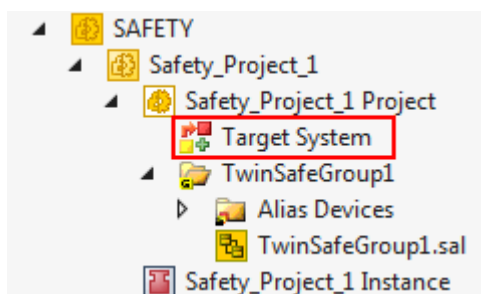 SAFETY
Safety_Project_1
Safety_Project_1 Project
Target System
TwinSafeGroup1
Alias Devices
TwinSafeGroup1.sal
Safety_Project_1 Instance